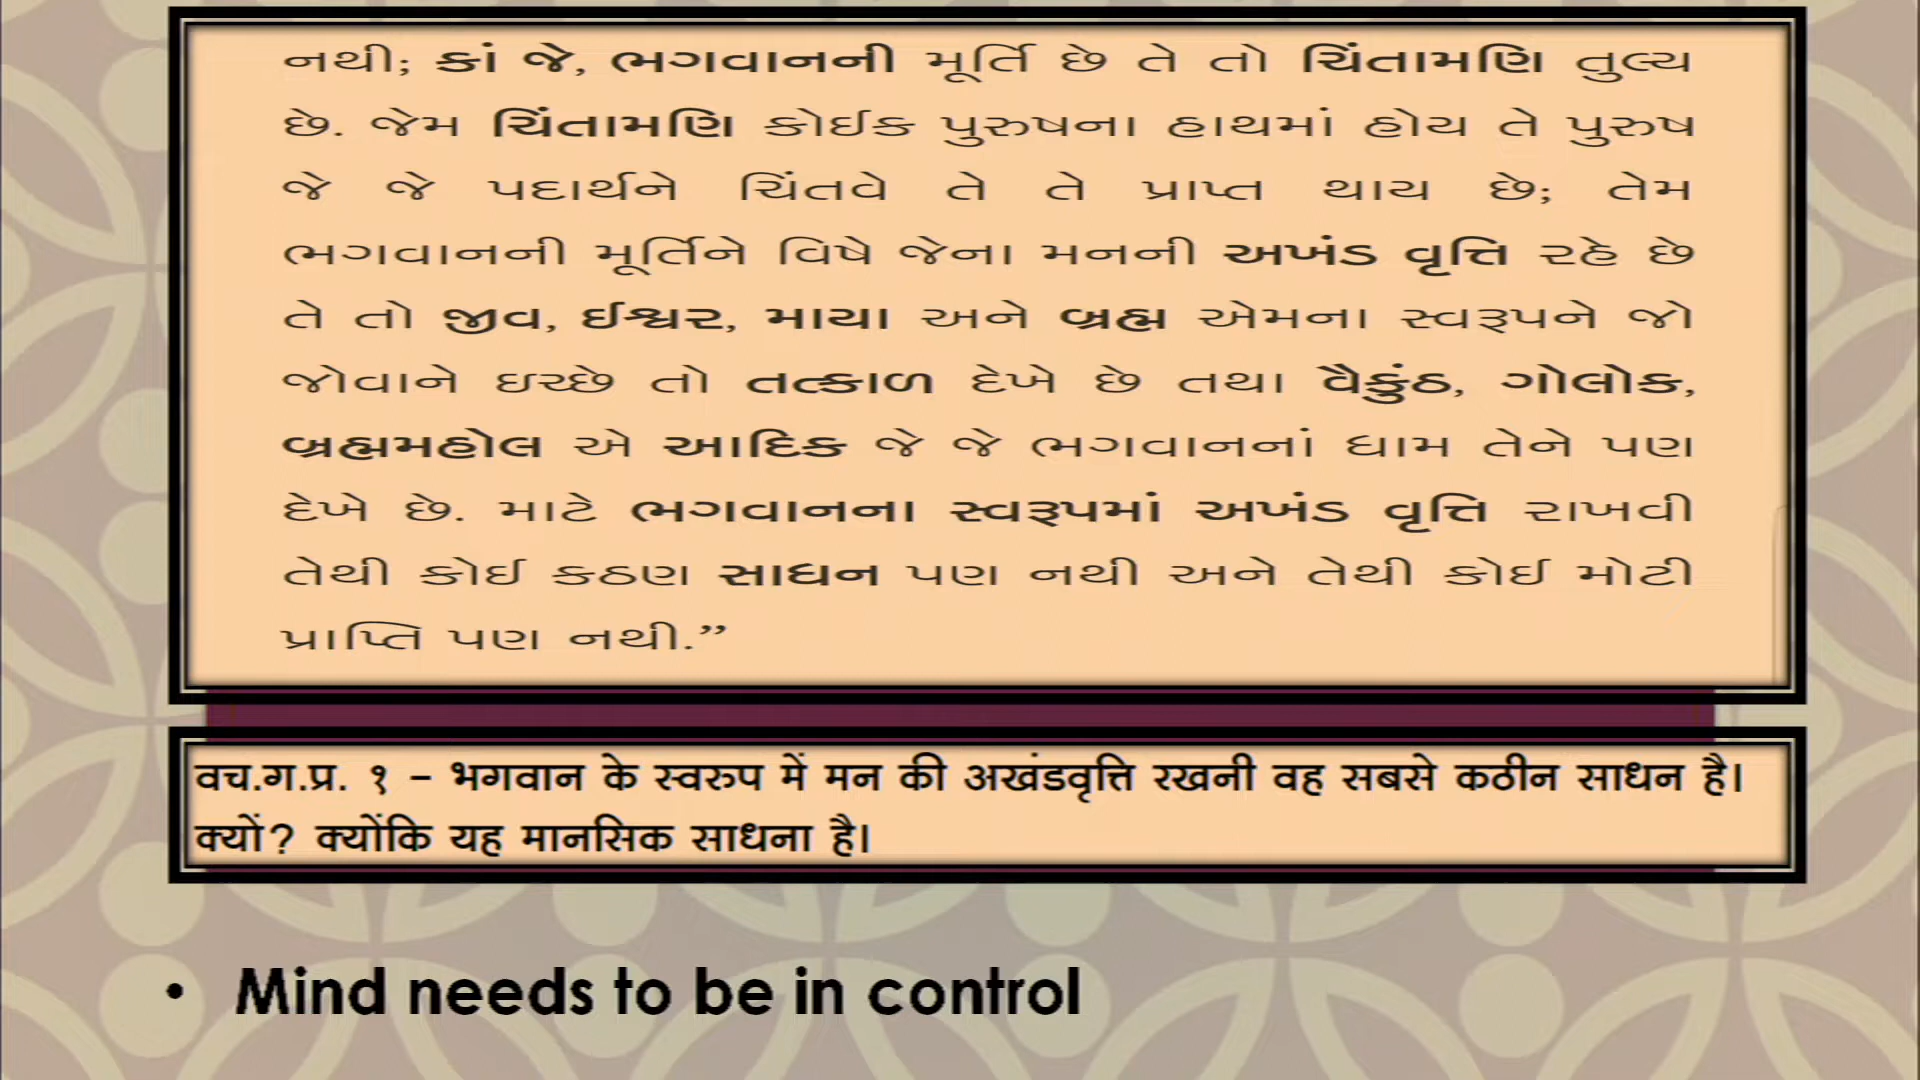 નથી; કાં જે, ભગવાનની મૂર્તિ છે તે તો ચિંતામણિ તુલ્ય
છે. જેમ ચિંતામણિ કોઈક પુરુષના હાથમાં હોય તે પુરુષ
જે જે પદાર્થને ચિંતવે તે તે પ્રાપ્ત થાય છે; તેમ
ભગવાનની મૂર્તિને વિષે જેના મનની અખંડ વૃત્તિ રહે છે
તે તો જીવ, ઈશ્વર, માયા અને બ્રહ્મ એમના સ્વરૂપને જો
જોવાને ઇચ્છે તો તત્કાળ દેખે છે તથા વૈકુંઠ, ગોલોક,
બ્રહ્મમહોલ એ આદિક જે જે ભગવાનનાં ધામ તેને પણ
દેખે છે. માટે ભગવાનના સ્વરૂપમાં અખંડ વૃત્તિ રાખવી
તેથી કોઈ કઠણ સાધન પણ નથી અને તેથી કોઈ મોટી
પ્રાપ્તિ પણ નથી.”
वच.ग.प्र. १ – भगवान के स्वरुप में मन की अखंडवृत्ति रखनी वह सबसे कठीन साधन है।
क्यों? क्योंकि यह मानसिक साधना है।
• Mind needs to be in control